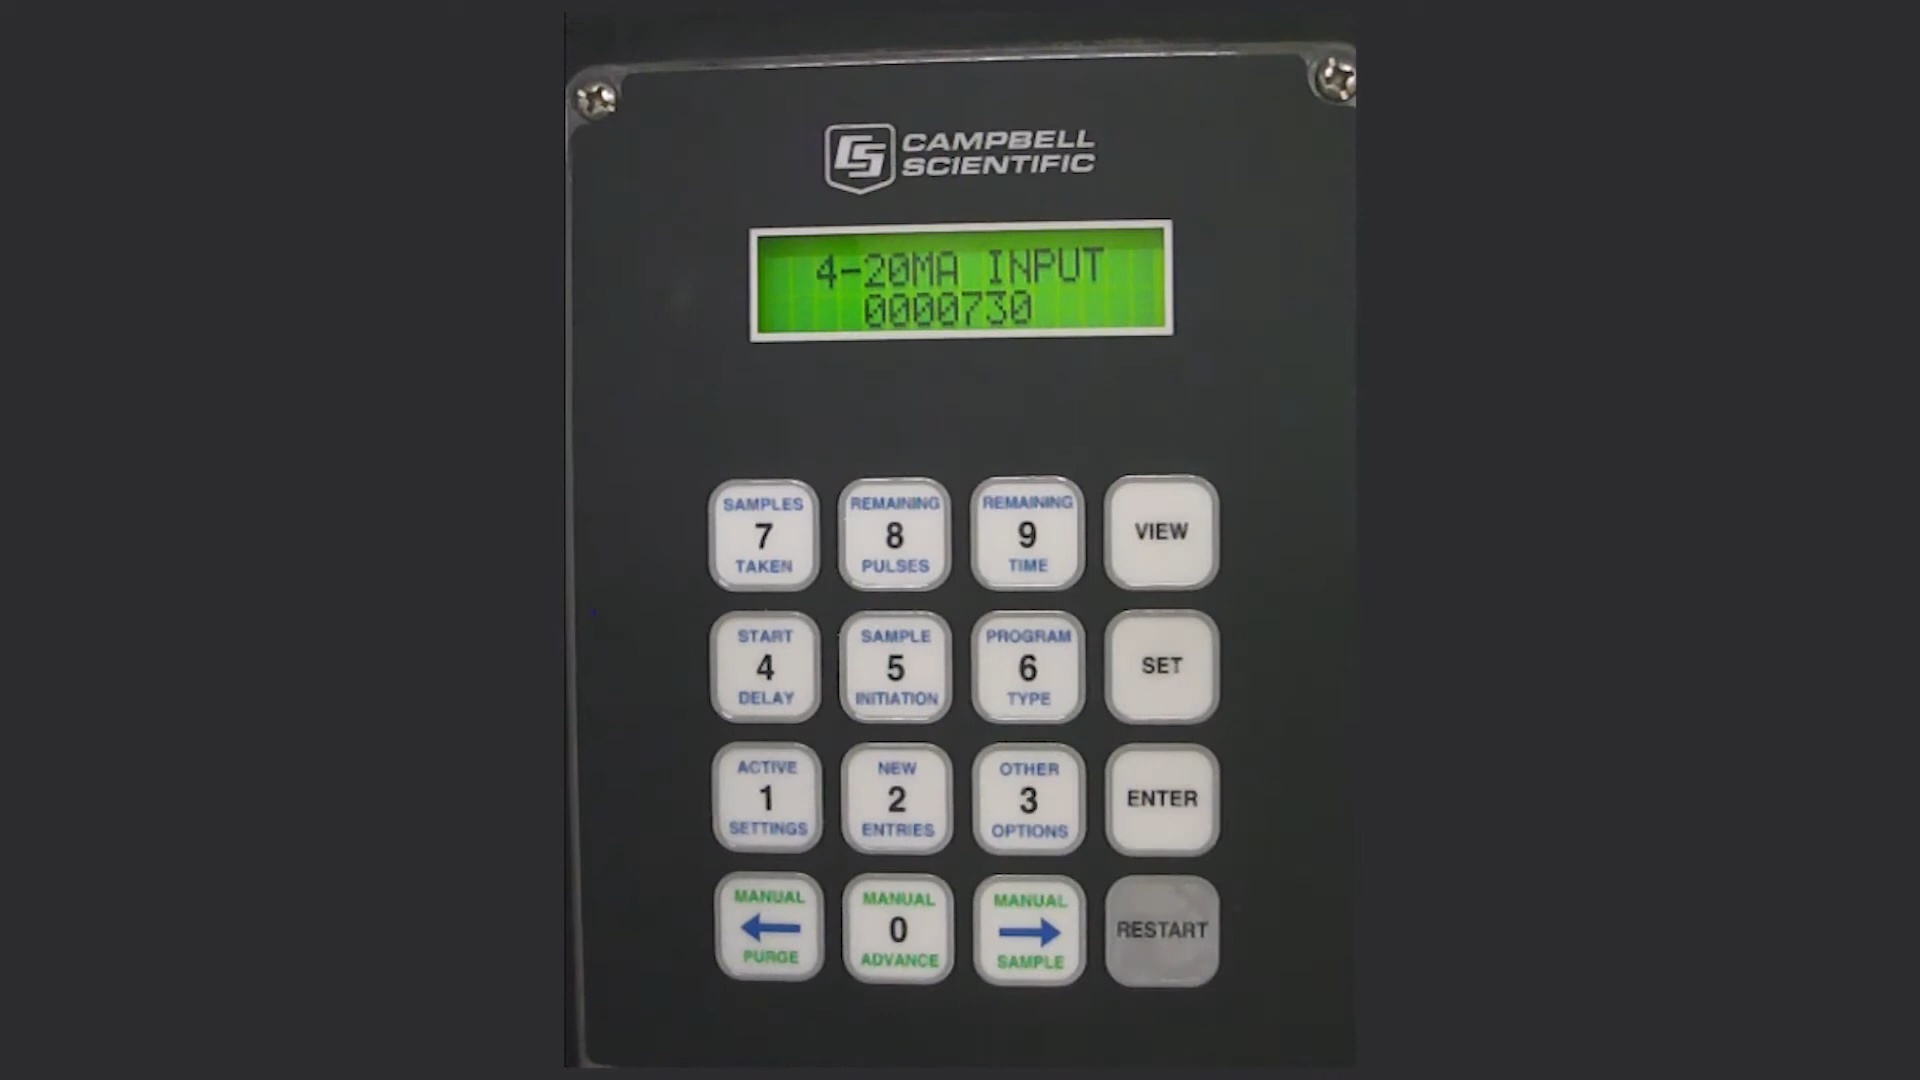 CS CAMPBELL
SCIENTIFIC
4-20MA INPUT
0000730
SAMPLES
7
TAKEN
REMAINING
8
PULSES
REMAINING
9
TIME
VIEW
START
4
DELAY
SAMPLE
5
INITIATION
PROGRAM
6
TYPE
SET
ACTIVE
1
SETTINGS
NEW
2
ENTRIES
OTHER
3
OPTIONS
ENTER
MANUAL
←
PURGE
MANUAL
0
ADVANCE
MANUAL
→
SAMPLE
RESTART